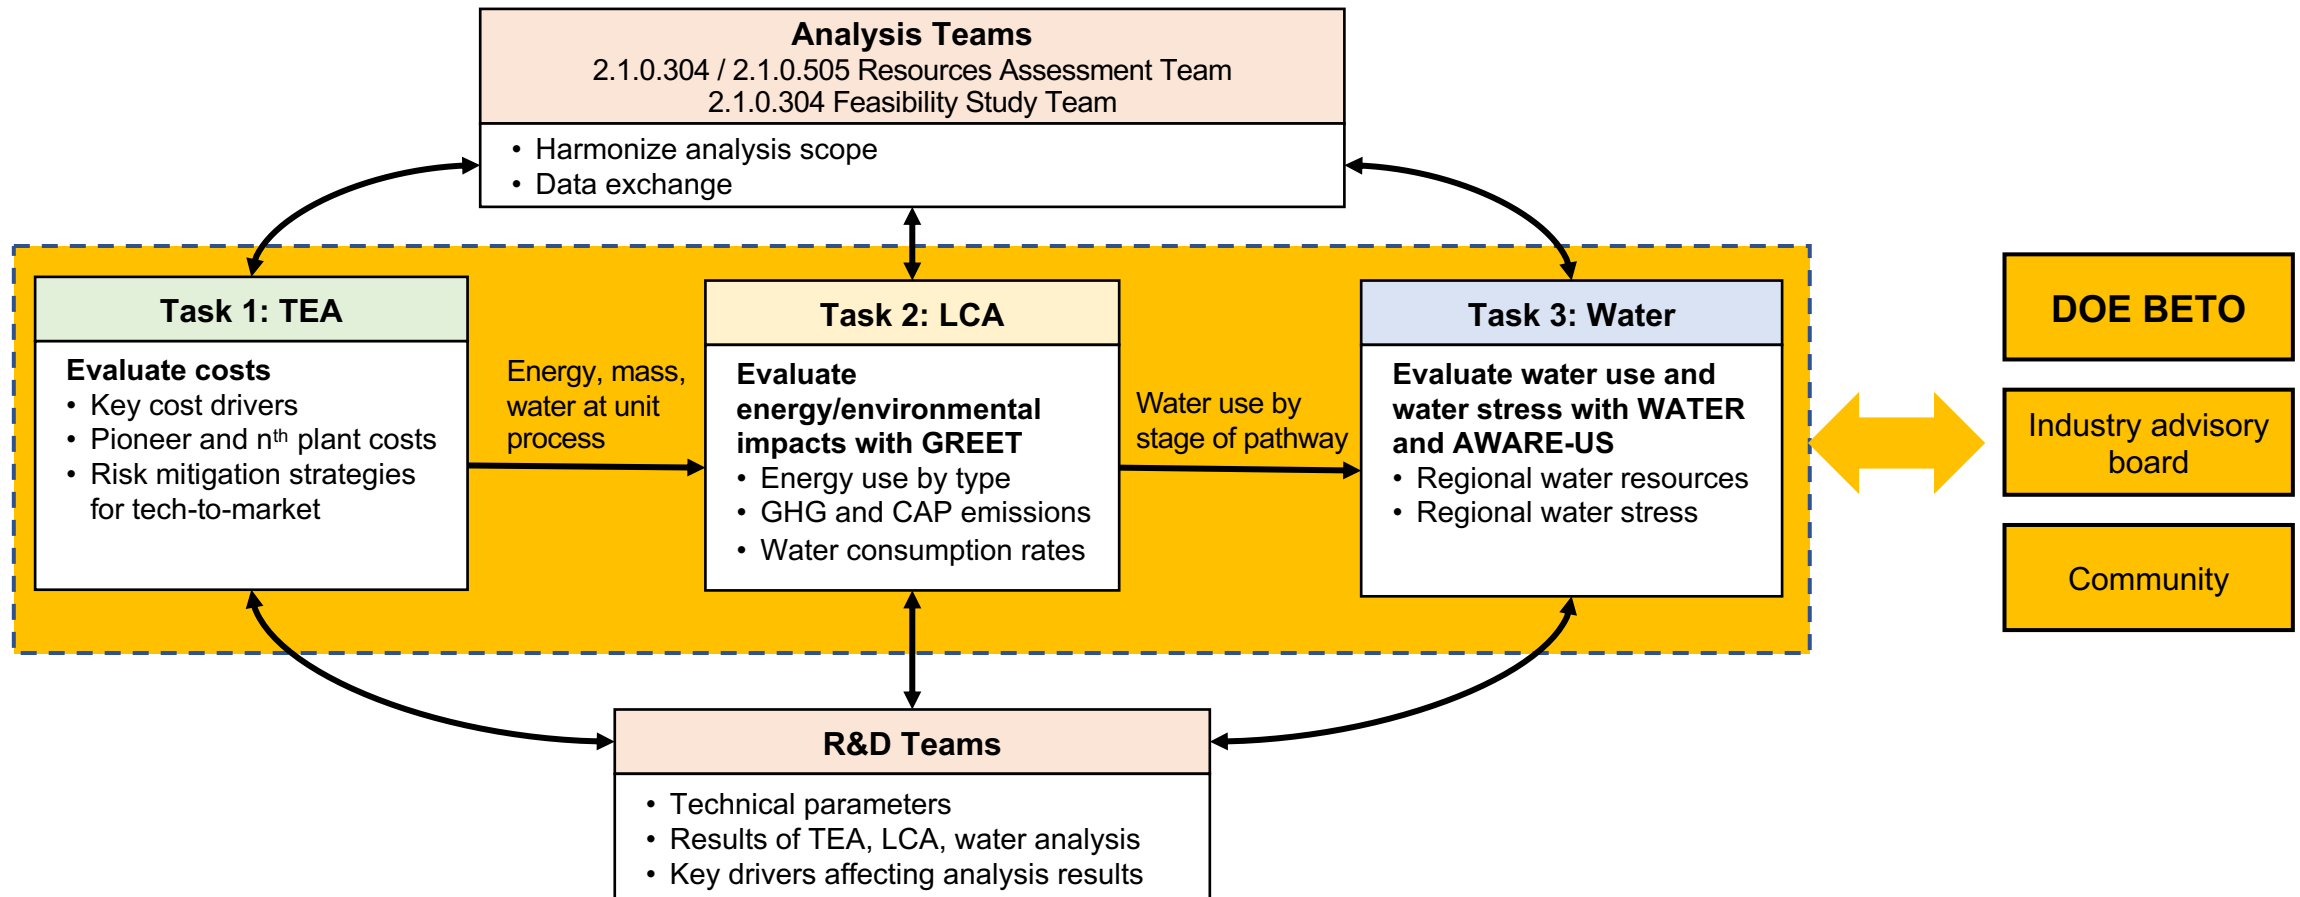 Analysis Teams
2.1.0.304 / 2.1.0.505 Resources Assessment Team
2.1.0.304 Feasibility Study Team
• Harmonize analysis scope
• Data exchange
Task 1: TEA
Evaluate costs
• Key cost drivers
• Pioneer and nth plant costs
• Risk mitigation strategies
for tech-to-market
Energy, mass,
water at unit
process
Task 2: LCA
Evaluate
energy/environmental
impacts with GREET
• Energy use by type
• GHG and CAP emissions
• Water consumption rates
Water use by
stage of pathway
Task 3: Water
Evaluate water use and
water stress with WATER
and AWARE-US
• Regional water resources
• Regional water stress
DOE BETO
Industry advisory
board
Community
R&D Teams
• Technical parameters
• Results of TEA, LCA, water analysis
• Key drivers affecting analysis results